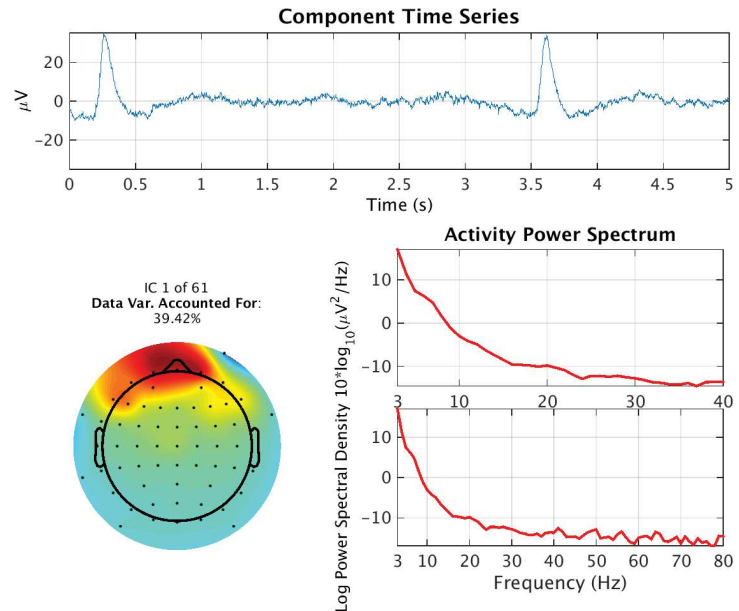 Component Time Series
μV
20
0
−20
0 0.5 1 1.5 2 2.5 3 3.5 4 4.5 5
Time (s)
IC 1 of 61
Data Var. Accounted For:
39.42%
Activity Power Spectrum
Log Power Spectral Density 10*log10(μV2/Hz)
10
0
−10
3 10 20 30 40
10
−10
3 10 20 30 40 50 60 70 80
Frequency (Hz)